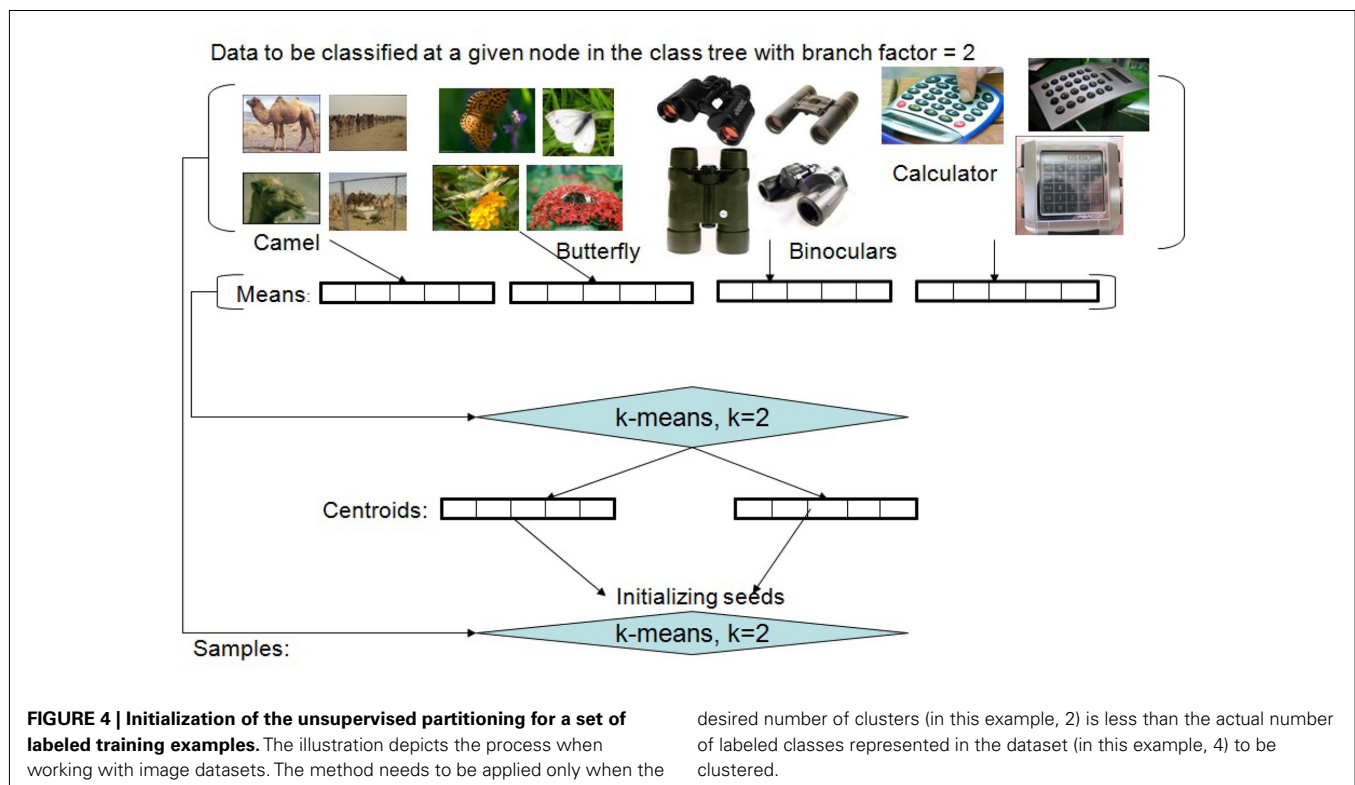 Data to be classified at a given node in the class tree with branch factor = 2
Calculator
Camel
Butterfly
Binoculars
Means:
k-means, k=2
Centroids:
Initializing seeds
k-means, k=2
Samples:
FIGURE 4 | Initialization of the unsupervised partitioning for a set of
labeled training examples. The illustration depicts the process when
working with image datasets. The method needs to be applied only when the
desired number of clusters (in this example, 2) is less than the actual number
of labeled classes represented in the dataset (in this example, 4) to be
clustered.